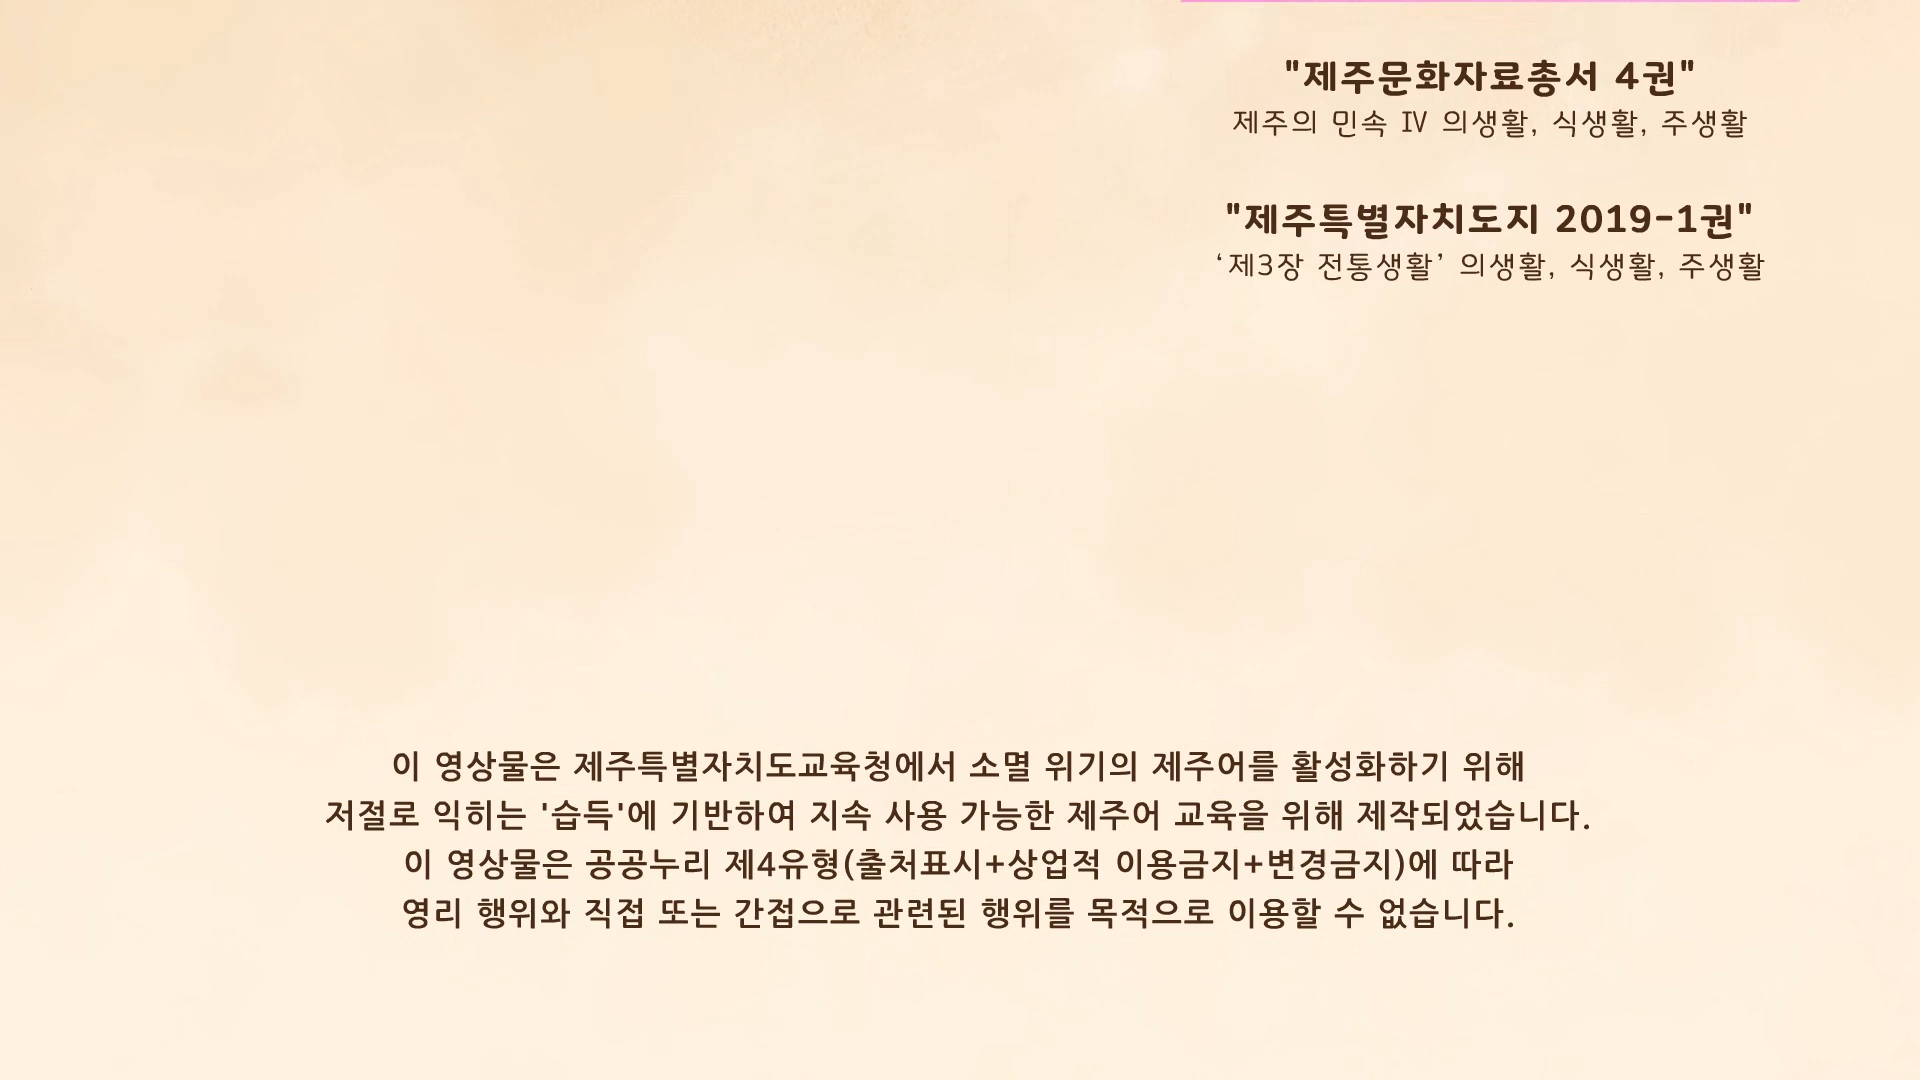 "제주문화자료총서 4권"
제주의 민속 Ⅳ 의생활, 식생활, 주생활
"제주특별자치도지 2019-1권"
‘제3장 전통생활’ 의생활, 식생활, 주생활
이 영상물은 제주특별자치도교육청에서 소멸 위기의 제주어를 활성화하기 위해
저절로 익히는 '습득'에 기반하여 지속 사용 가능한 제주어 교육을 위해 제작되었습니다.
이 영상물은 공공누리 제4유형(출처표시+상업적 이용금지+변경금지)에 따라
영리 행위와 직접 또는 간접으로 관련된 행위를 목적으로 이용할 수 없습니다.